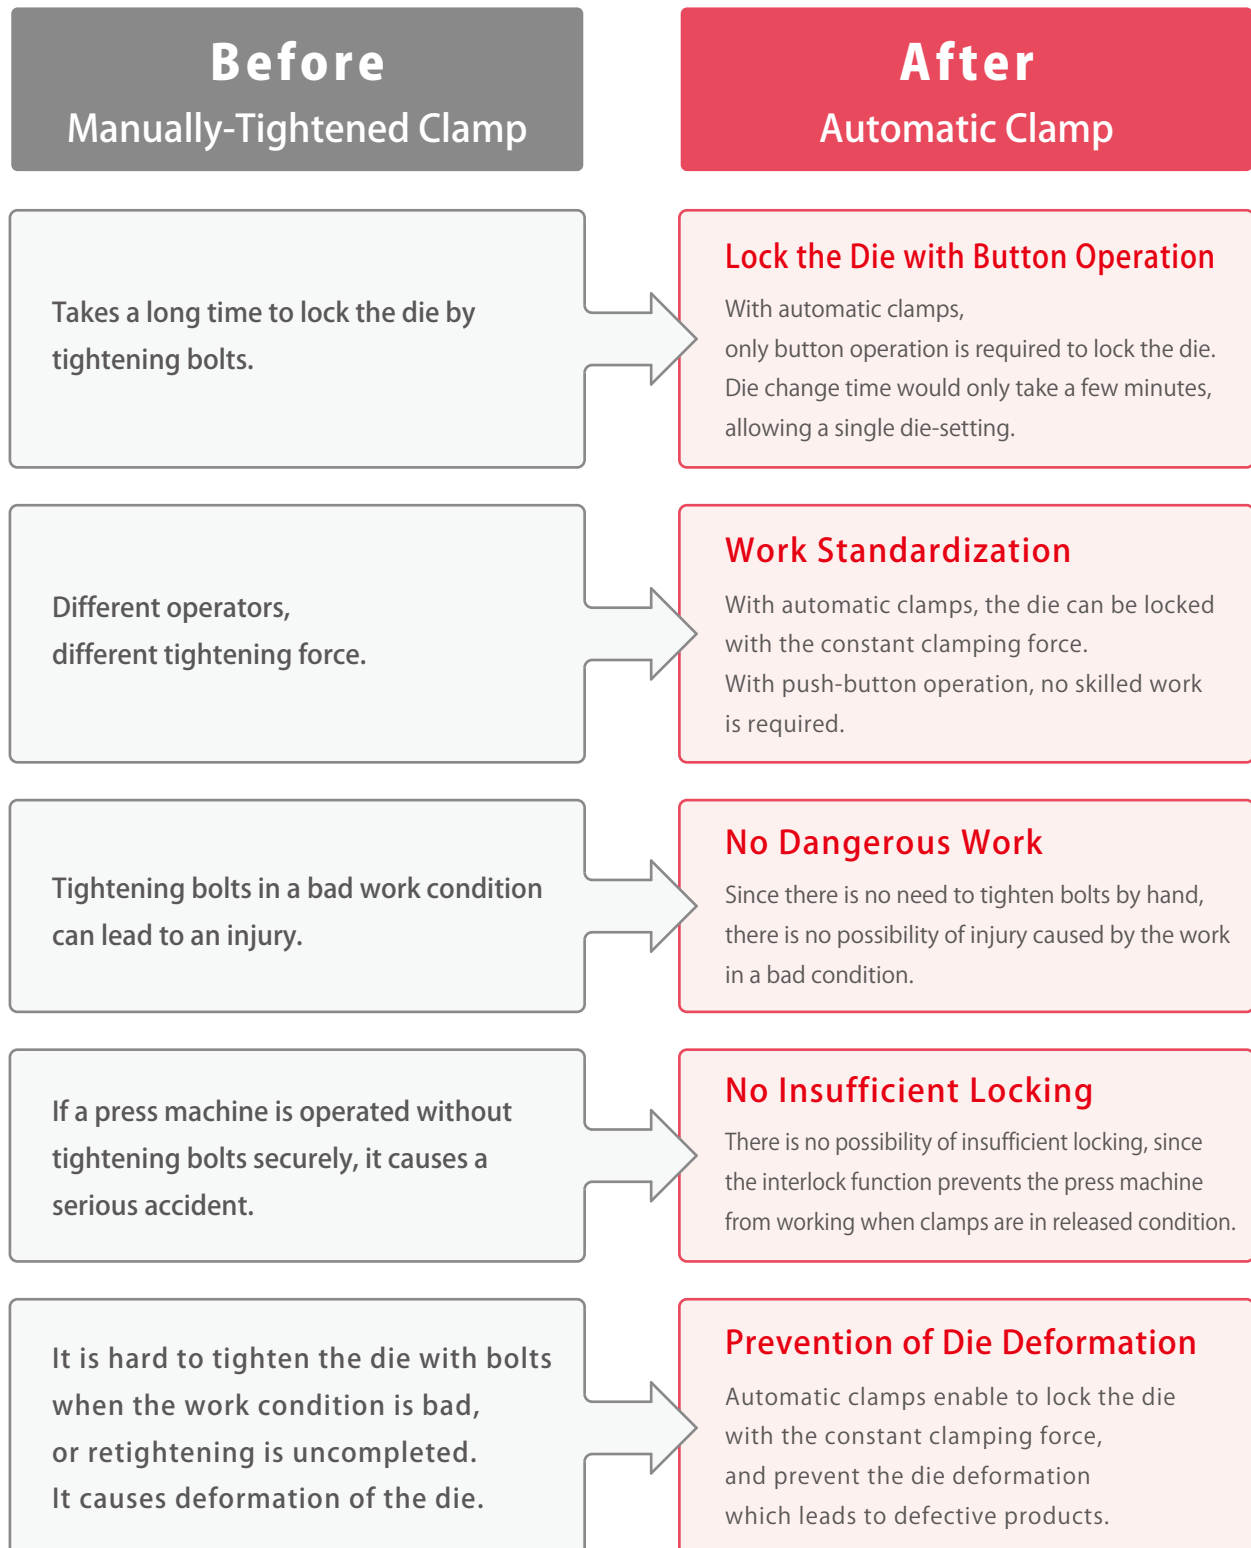 Before
Manually-Tightened Clamp
After
Automatic Clamp
Takes a long time to lock the die by
tightening bolts.
Lock the Die with Button Operation
With automatic clamps,
only button operation is required to lock the die.
Die change time would only take a few minutes,
allowing a single die-setting.
Different operators,
different tightening force.
Work Standardization
With automatic clamps, the die can be locked
with the constant clamping force.
With push-button operation, no skilled work
is required.
Tightening bolts in a bad work condition
can lead to an injury.
No Dangerous Work
Since there is no need to tighten bolts by hand,
there is no possibility of injury caused by the work
in a bad condition.
If a press machine is operated without
tightening bolts securely, it causes a
serious accident.
No Insufficient Locking
There is no possibility of insufficient locking, since
the interlock function prevents the press machine
from working when clamps are in released condition.
It is hard to tighten the die with bolts
when the work condition is bad,
or retightening is uncompleted.
It causes deformation of the die.
Prevention of Die Deformation
Automatic clamps enable to lock the die
with the constant clamping force,
and prevent the die deformation
which leads to defective products.